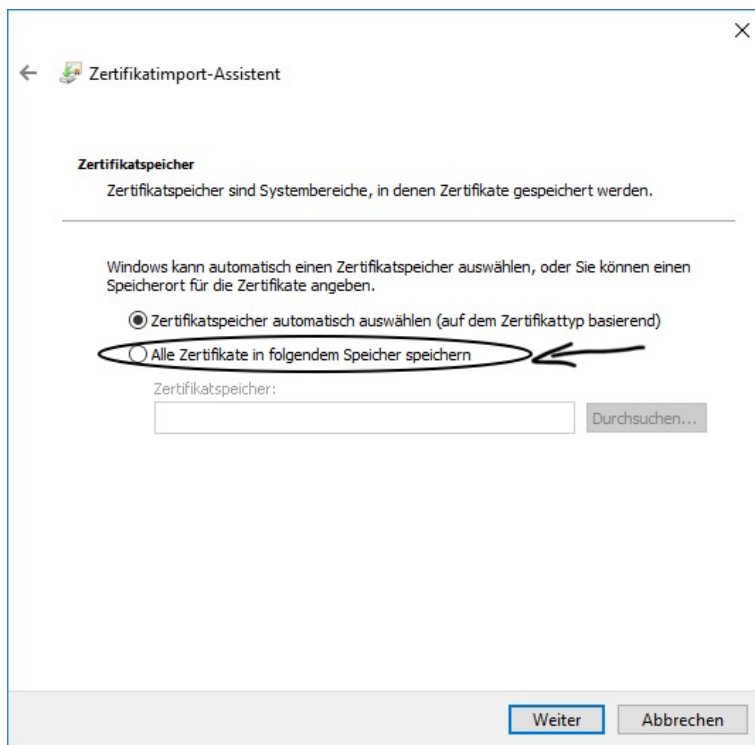 Zertifikatimport-Assistent
Zertifikatspeicher
Zertifikatspeicher sind Systembereiche, in denen Zertifikate gespeichert werden.
Windows kann automatisch einen Zertifikatspeicher auswählen, oder Sie können einen
Speicherort für die Zertifikate angeben.
Zertifikatspeicher automatisch auswählen (auf dem Zertifikattyp basierend)
Alle Zertifikate in folgendem Speicher speichern
Zertifikatspeicher:
Durchsuchen...
Weiter Abbrechen